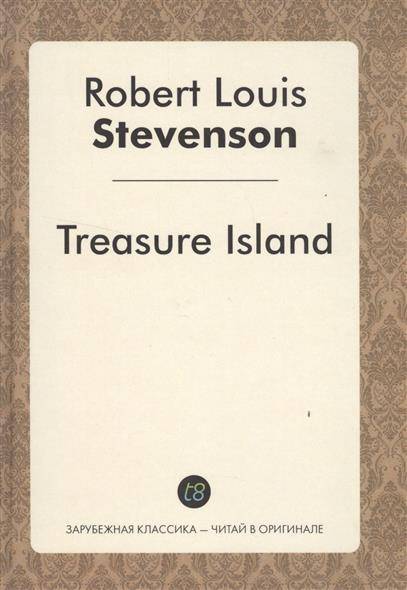 Robert Louis
Stevenson
Treasure Island
t8
ЗАРУБЕЖНАЯ КЛАССИКА – ЧИТАЙ В ОРИГИНАЛЕ